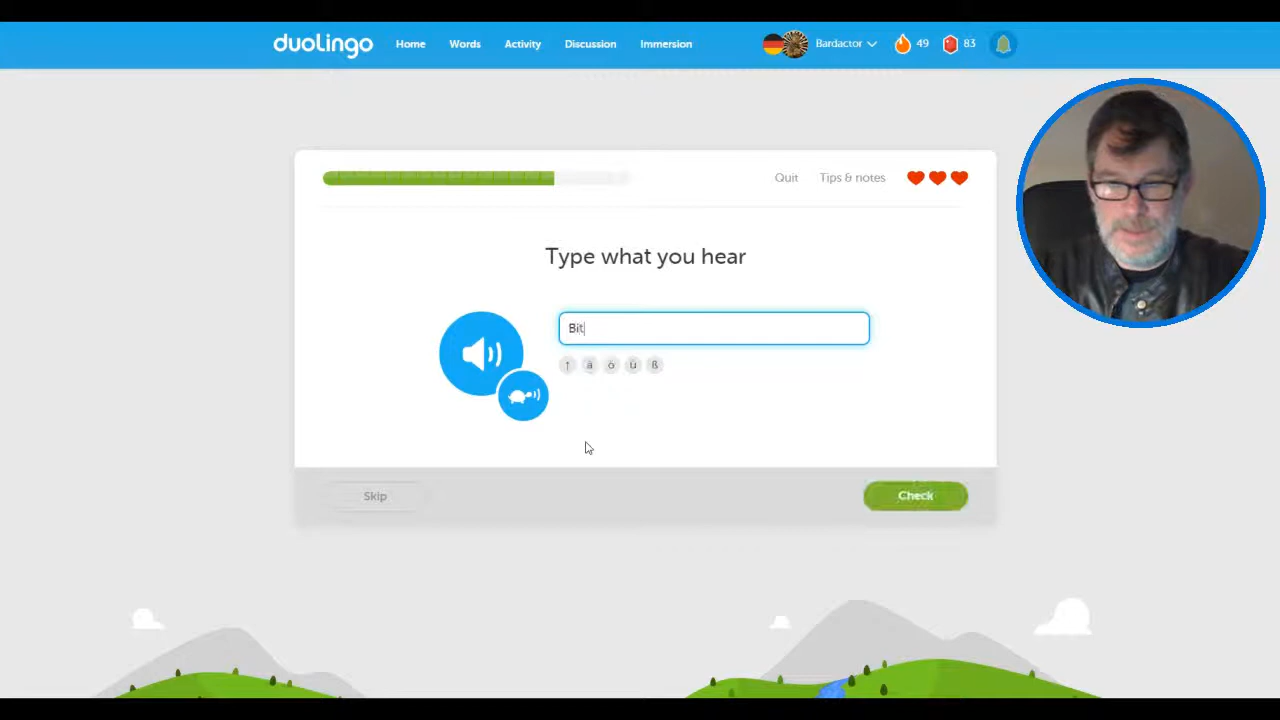 duolingo Home Words Activity Discussion Immersion Bardactor 49 83
Quit Tips & notes
Type what you hear
Bit
↑ ä ö ü ß
Skip Check